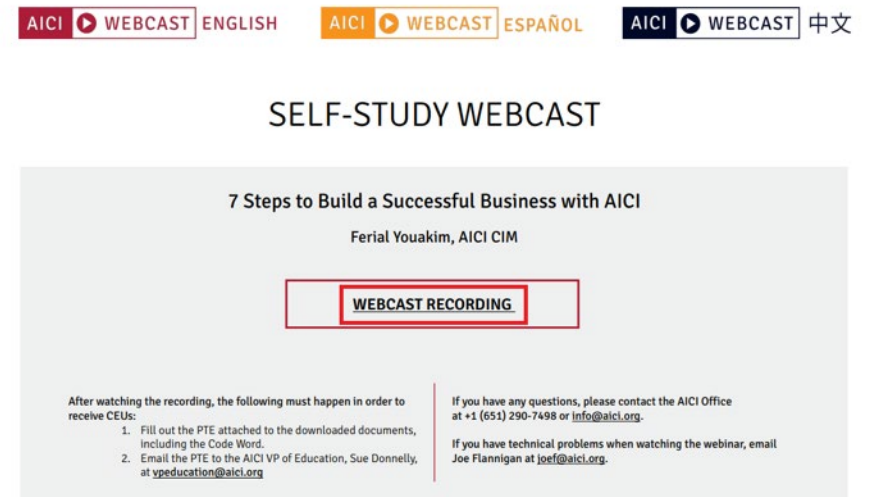 AICI WEBCAST ENGLISH
AICI WEBCAST ESPAÑOL
AICI WEBCAST 中文
SELF-STUDY WEBCAST
7 Steps to Build a Successful Business with AICI
Ferial Youakim, AICI CIM
WEBCAST RECORDING
After watching the recording, the following must happen in order to
receive CEUs:
1. Fill out the PTE attached to the downloaded documents,
including the Code Word.
2. Email the PTE to the AICI VP of Education, Sue Donnelly,
at vpeducation@aici.org
If you have any questions, please contact the AICI Office
at +1 (651) 290-7498 or info@aici.org.
If you have technical problems when watching the webinar, email
Joe Flannigan at joef@aici.org.